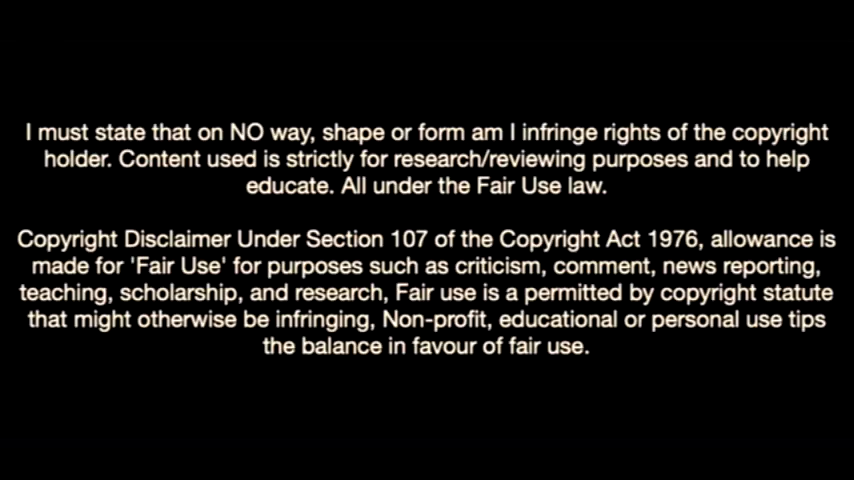 I must state that on NO way, shape or form am I infringe rights of the copyright
holder. Content used is strictly for research/reviewing purposes and to help
educate. All under the Fair Use law.
Copyright Disclaimer Under Section 107 of the Copyright Act 1976, allowance is
made for 'Fair Use' for purposes such as criticism, comment, news reporting,
teaching, scholarship, and research, Fair use is a permitted by copyright statute
that might otherwise be infringing, Non-profit, educational or personal use tips
the balance in favour of fair use.